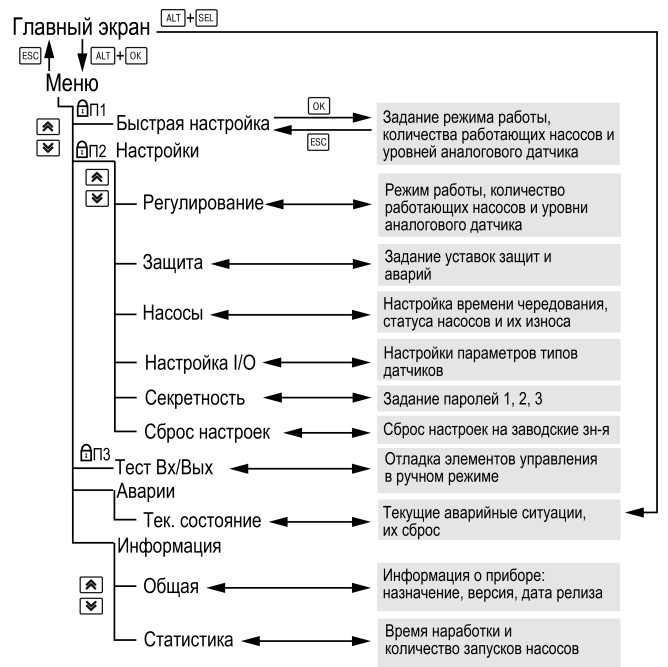 Главный экран
ALT + SEL
ESC
ALT + OK
Меню
П1
Быстрая настройка
OK
ESC
Задание режима работы,
количества работающих насосов и
уровней аналогового датчика
П2 Настройки
Регулирование
Режим работы, количество
работающих насосов и уровни
аналогового датчика
Защита
Задание уставок защит и
аварий
Насосы
Настройка времени чередования,
статуса насосов и их износа
Настройка I/O
Настройки параметров типов
датчиков
Секретность
Задание паролей 1, 2, 3
Сброс настроек
Сброс настроек на заводские зн-я
П3
Тест Вх/Вых
Отладка элементов управления
в ручном режиме
Аварии
Тек. состояние
Текущие аварийные ситуации,
их сброс
Информация
Общая
Информация о приборе:
назначение, версия, дата релиза
Статистика
Время наработки и
количество запусков насосов